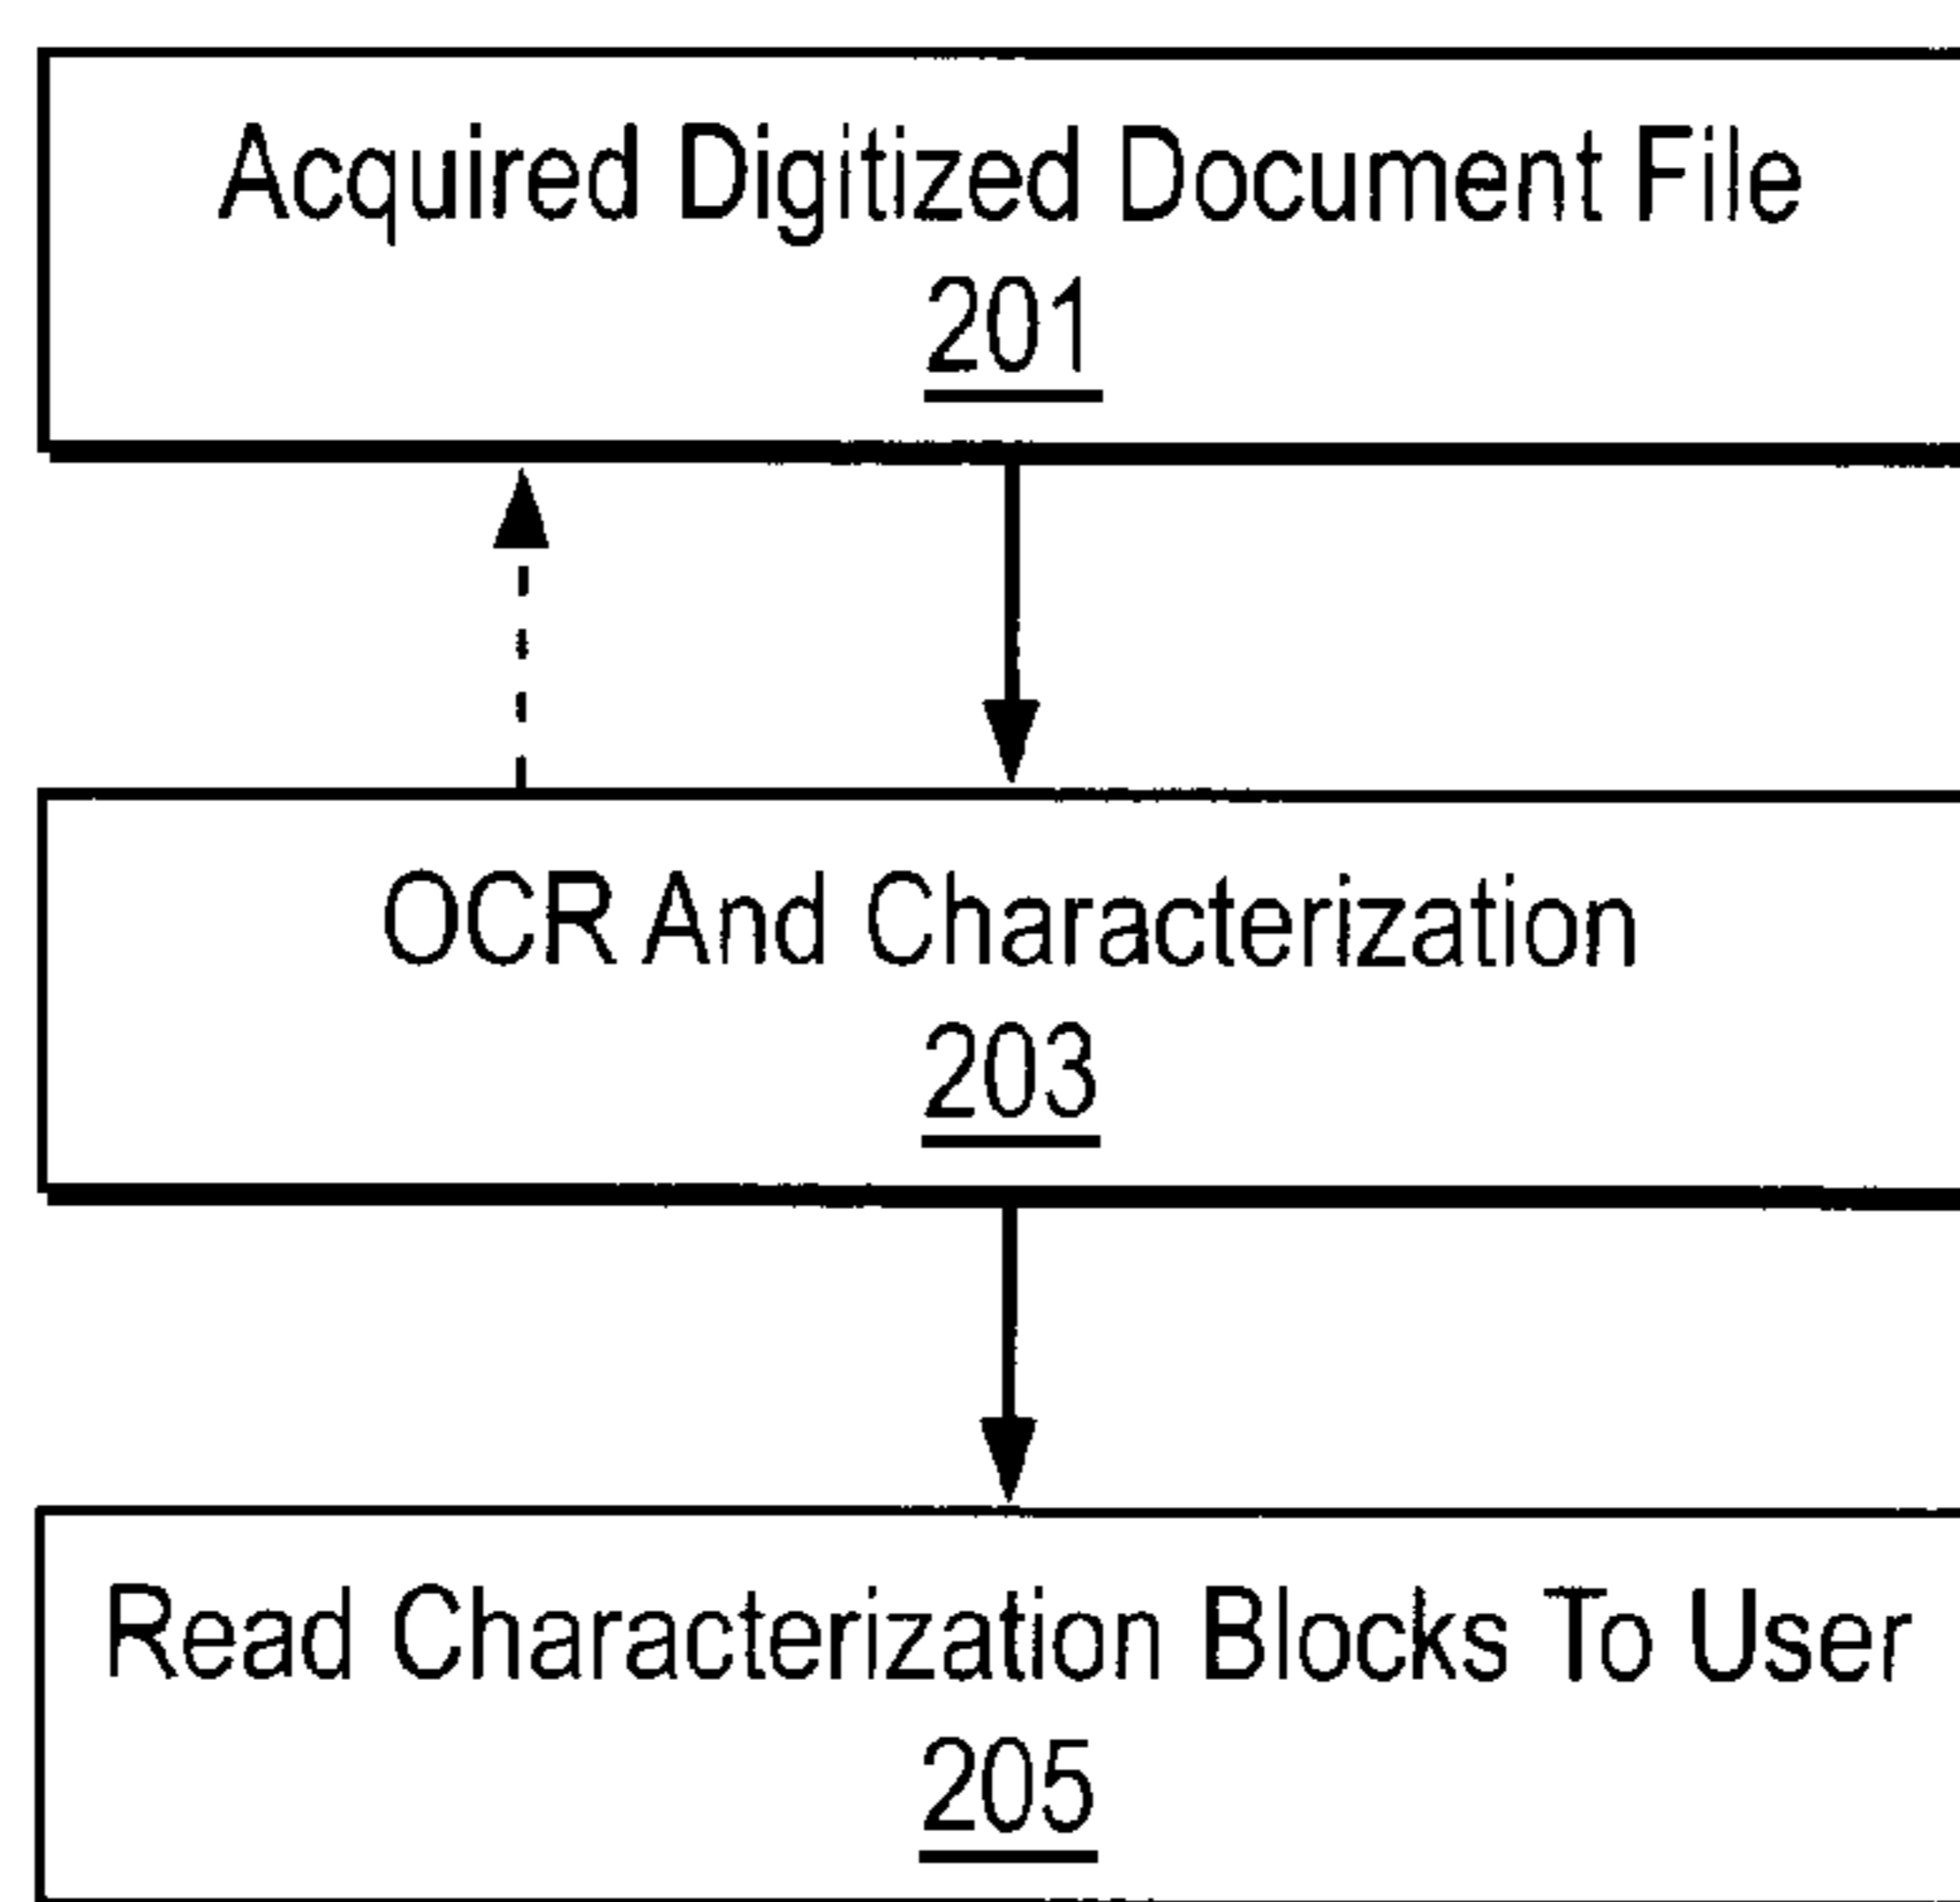 Acquired Digitized Document File
201
OCR And Characterization
203
Read Characterization Blocks To User
205